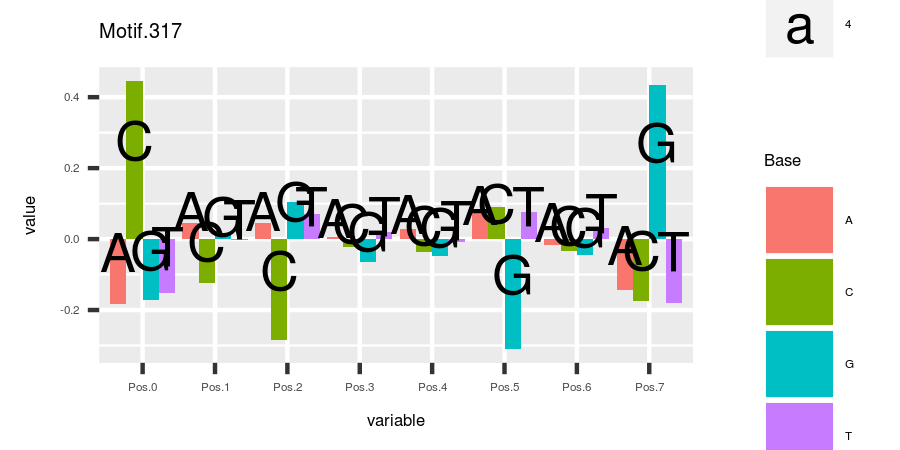 Motif.317
a 4
value
0.4
0.2
0.0
-0.2
A C G T A C G T A C G T A C G T A C G T A C G T A C G T A C G T
Pos.0 Pos.1 Pos.2 Pos.3 Pos.4 Pos.5 Pos.6 Pos.7
variable
Base
A
C
G
T